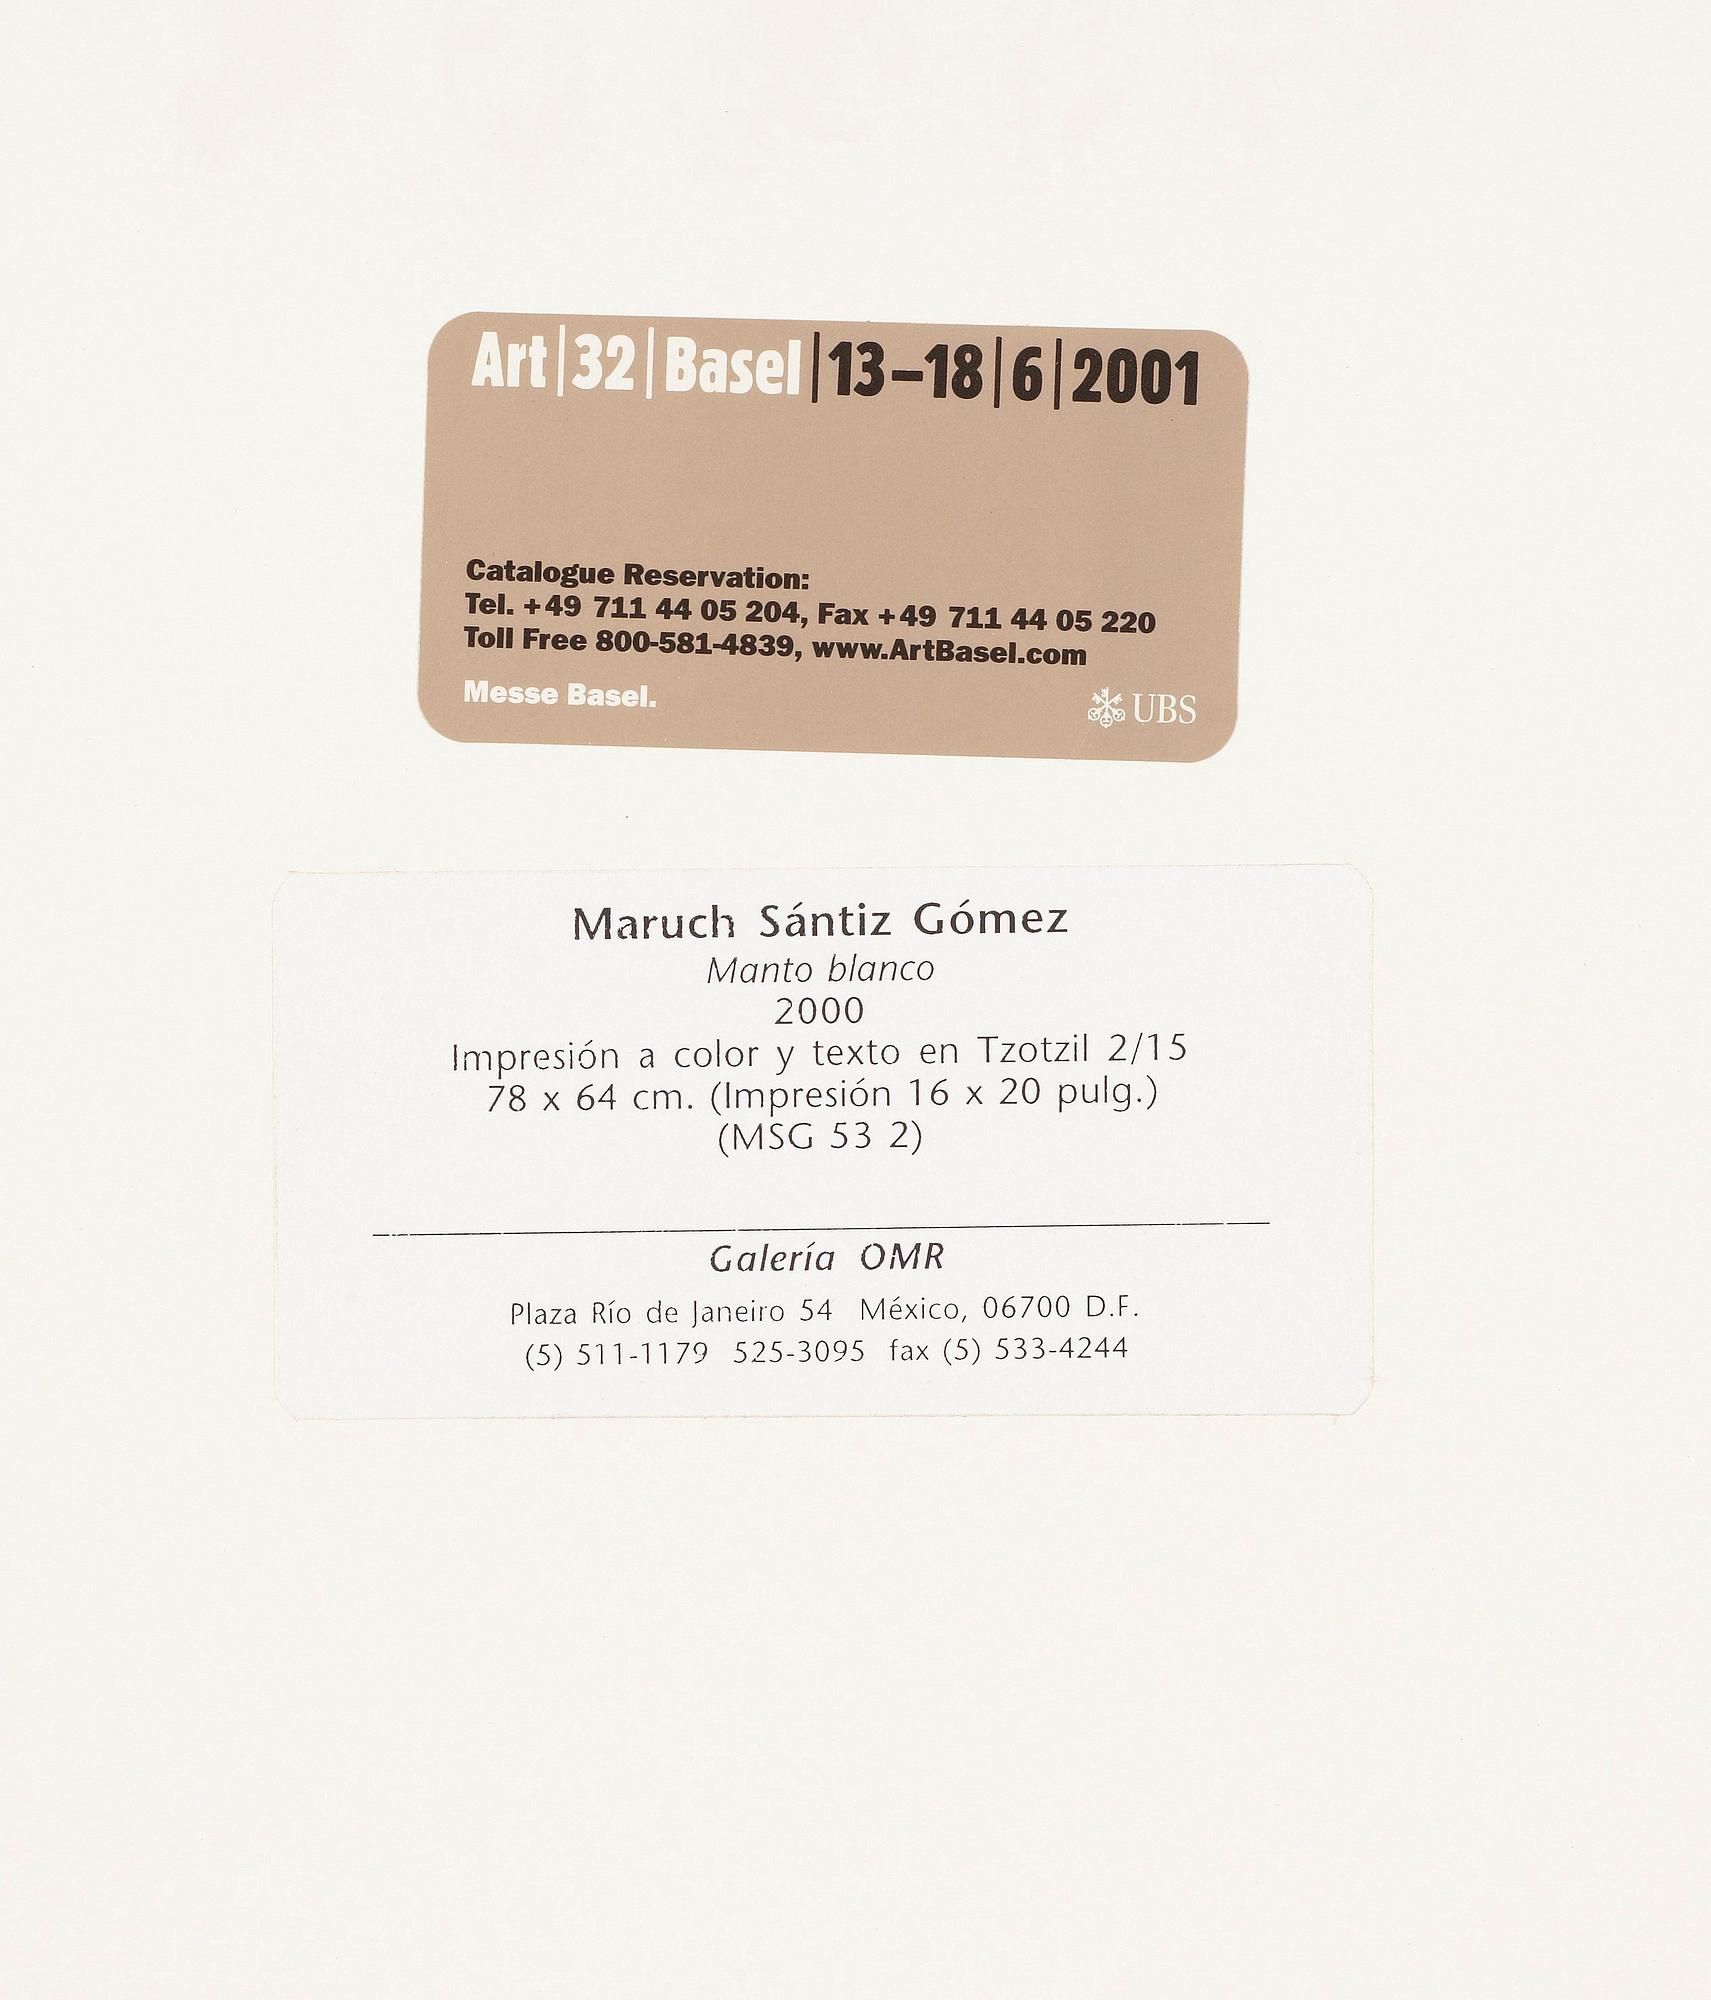 Art|32|Basel|13–18|6|2001
Catalogue Reservation:
Tel. +49 711 44 05 204, Fax +49 711 44 05 220
Toll Free 800-581-4839, www.ArtBasel.com
Messe Basel.
UBS
Maruch Sántiz Gómez
Manto blanco
2000
Impresión a color y texto en Tzotzil 2/15
78 x 64 cm. (Impresión 16 x 20 pulg.)
(MSG 53 2)
Galería OMR
Plaza Río de Janeiro 54 México, 06700 D.F.
(5) 511-1179 525-3095 fax (5) 533-4244